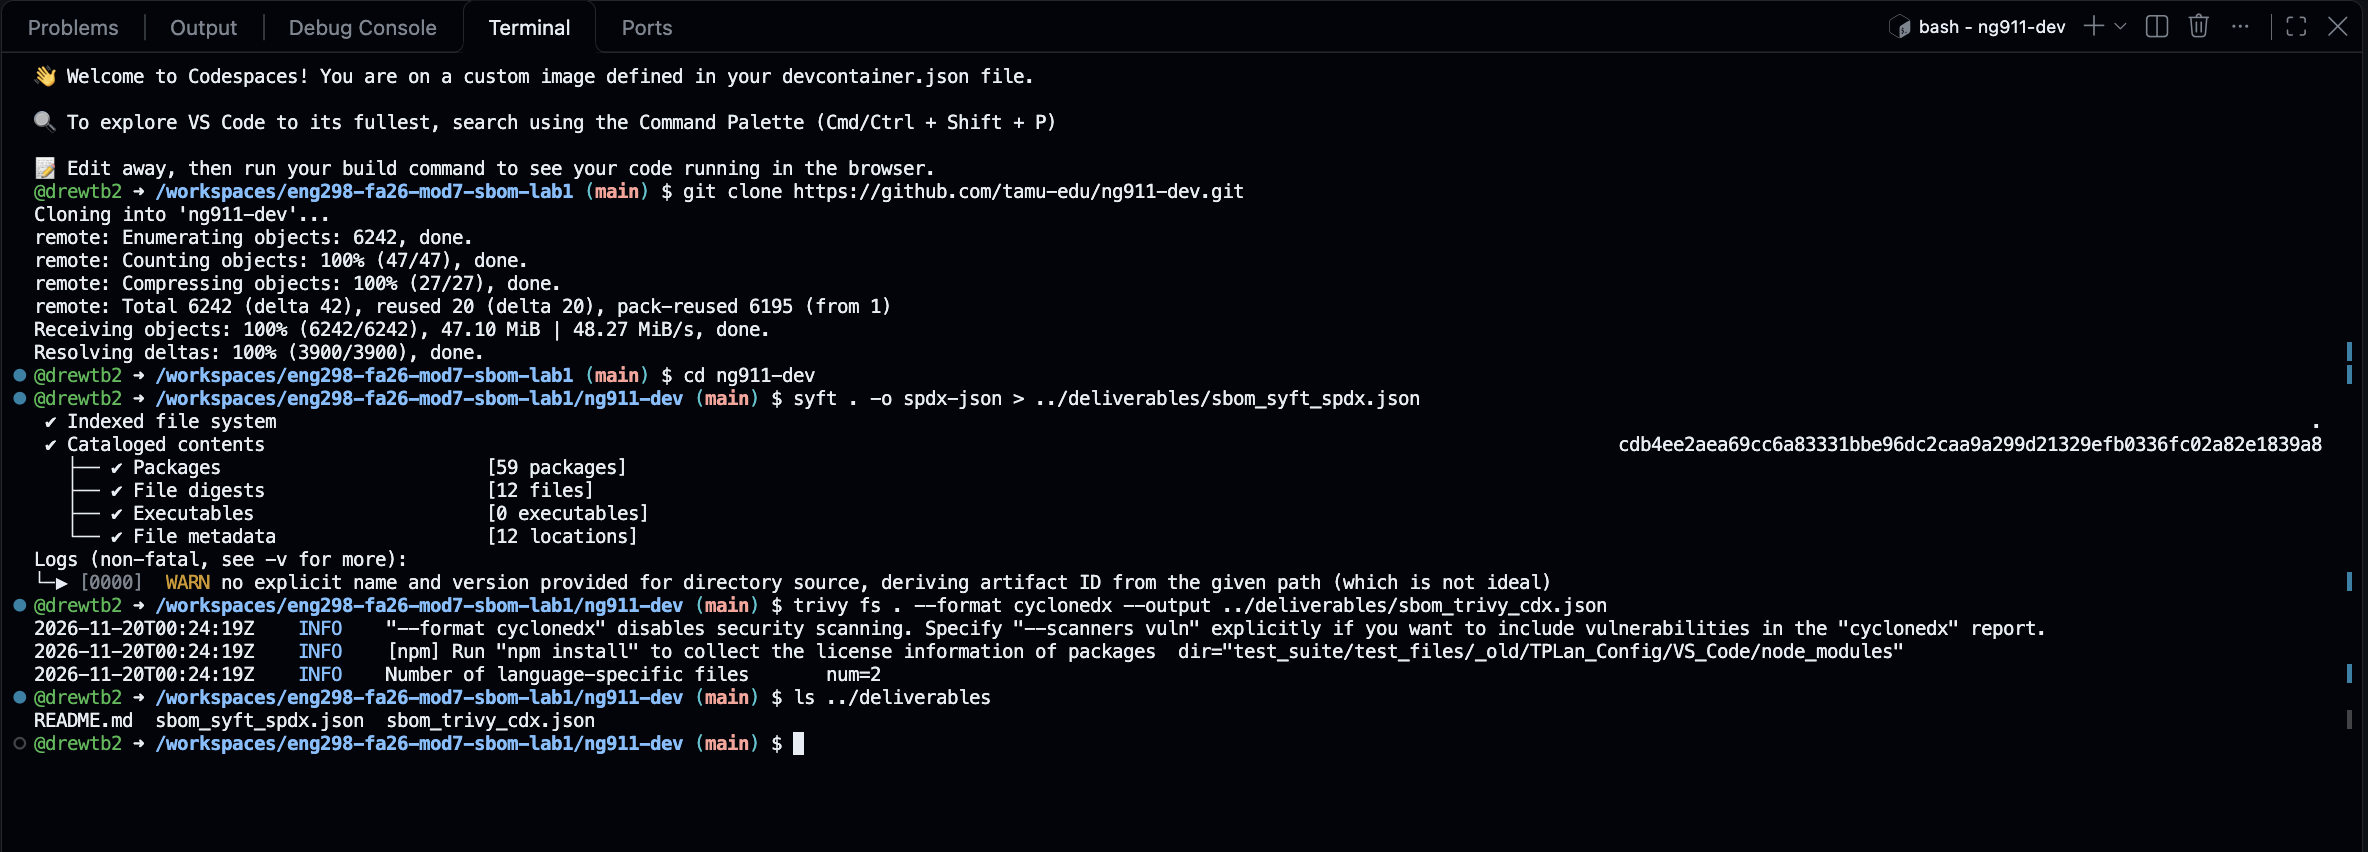 Problems Output Debug Console Terminal Ports bash - ng911-dev
👋 Welcome to Codespaces! You are on a custom image defined in your devcontainer.json file.
🔍 To explore VS Code to its fullest, search using the Command Palette (Cmd/Ctrl + Shift + P)
📝 Edit away, then run your build command to see your code running in the browser.
@drewtb2 ➜ /workspaces/eng298-fa26-mod7-sbom-lab1 (main) $ git clone https://github.com/tamu-edu/ng911-dev.git
Cloning into 'ng911-dev'...
remote: Enumerating objects: 6242, done.
remote: Counting objects: 100% (47/47), done.
remote: Compressing objects: 100% (27/27), done.
remote: Total 6242 (delta 42), reused 20 (delta 20), pack-reused 6195 (from 1)
Receiving objects: 100% (6242/6242), 47.10 MiB | 48.27 MiB/s, done.
Resolving deltas: 100% (3900/3900), done.
@drewtb2 ➜ /workspaces/eng298-fa26-mod7-sbom-lab1 (main) $ cd ng911-dev
@drewtb2 ➜ /workspaces/eng298-fa26-mod7-sbom-lab1/ng911-dev (main) $ syft . -o spdx-json > ../deliverables/sbom_syft_spdx.json
✔ Indexed file system .
✔ Cataloged contents cdb4ee2aea69cc6a83331bbe96dc2caa9a299d21329efb0336fc02a82e1839a8
├── ✔ Packages [59 packages]
├── ✔ File digests [12 files]
├── ✔ Executables [0 executables]
└── ✔ File metadata [12 locations]
Logs (non-fatal, see -v for more):
└─▶ [0000] WARN no explicit name and version provided for directory source, deriving artifact ID from the given path (which is not ideal)
@drewtb2 ➜ /workspaces/eng298-fa26-mod7-sbom-lab1/ng911-dev (main) $ trivy fs . --format cyclonedx --output ../deliverables/sbom_trivy_cdx.json
2026-11-20T00:24:19Z INFO "--format cyclonedx" disables security scanning. Specify "--scanners vuln" explicitly if you want to include vulnerabilities in the "cyclonedx" report.
2026-11-20T00:24:19Z INFO [npm] Run "npm install" to collect the license information of packages dir="test_suite/test_files/_old/TPLan_Config/VS_Code/node_modules"
2026-11-20T00:24:19Z INFO Number of language-specific files num=2
@drewtb2 ➜ /workspaces/eng298-fa26-mod7-sbom-lab1/ng911-dev (main) $ ls ../deliverables
README.md sbom_syft_spdx.json sbom_trivy_cdx.json
@drewtb2 ➜ /workspaces/eng298-fa26-mod7-sbom-lab1/ng911-dev (main) $